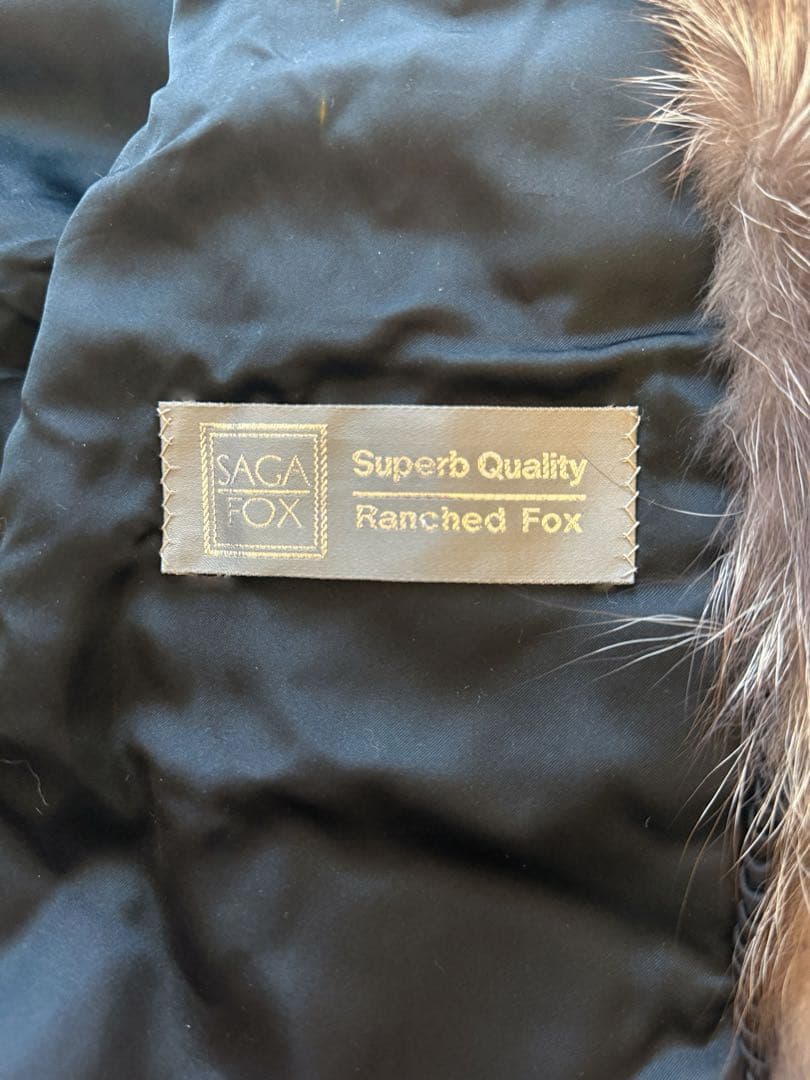 SAGA
FOX
Superb Quality
Ranched Fox